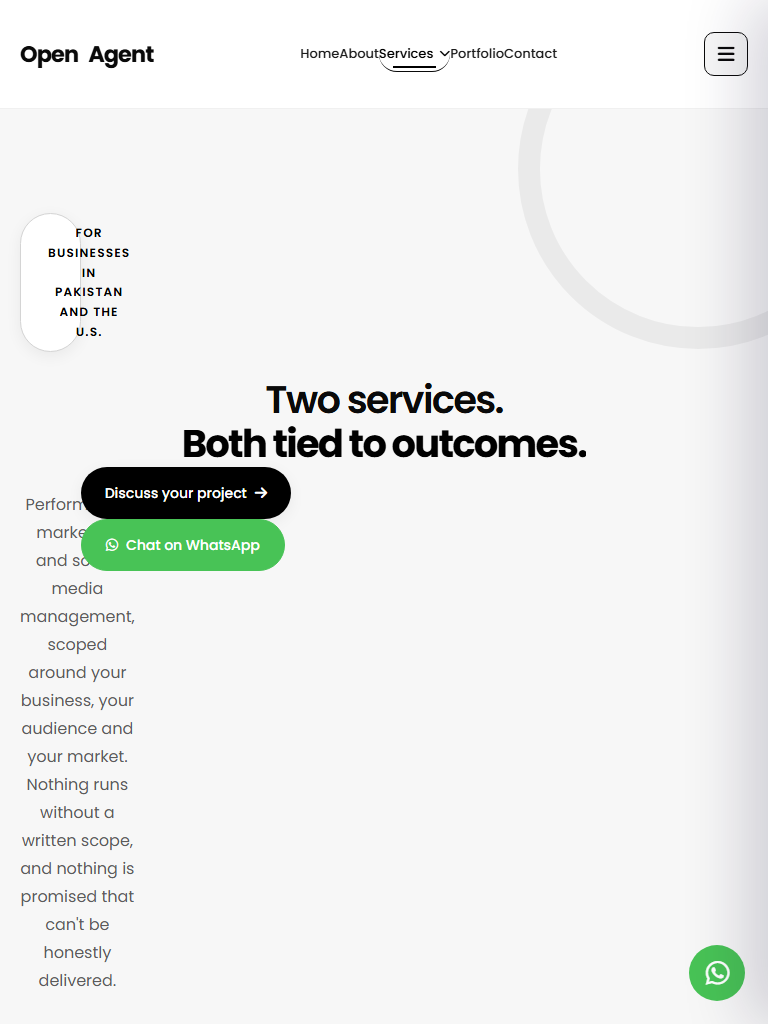 Open Agent
Home About Services Portfolio Contact
FOR
BUSINESSES
IN
PAKISTAN
AND THE
U.S.
Two services.
Both tied to outcomes.
Discuss your project
Chat on WhatsApp
and
media
management,
scoped
around your
business, your
audience and
your market.
Nothing runs
without a
written scope,
and nothing is
promised that
can't be
honestly
delivered.